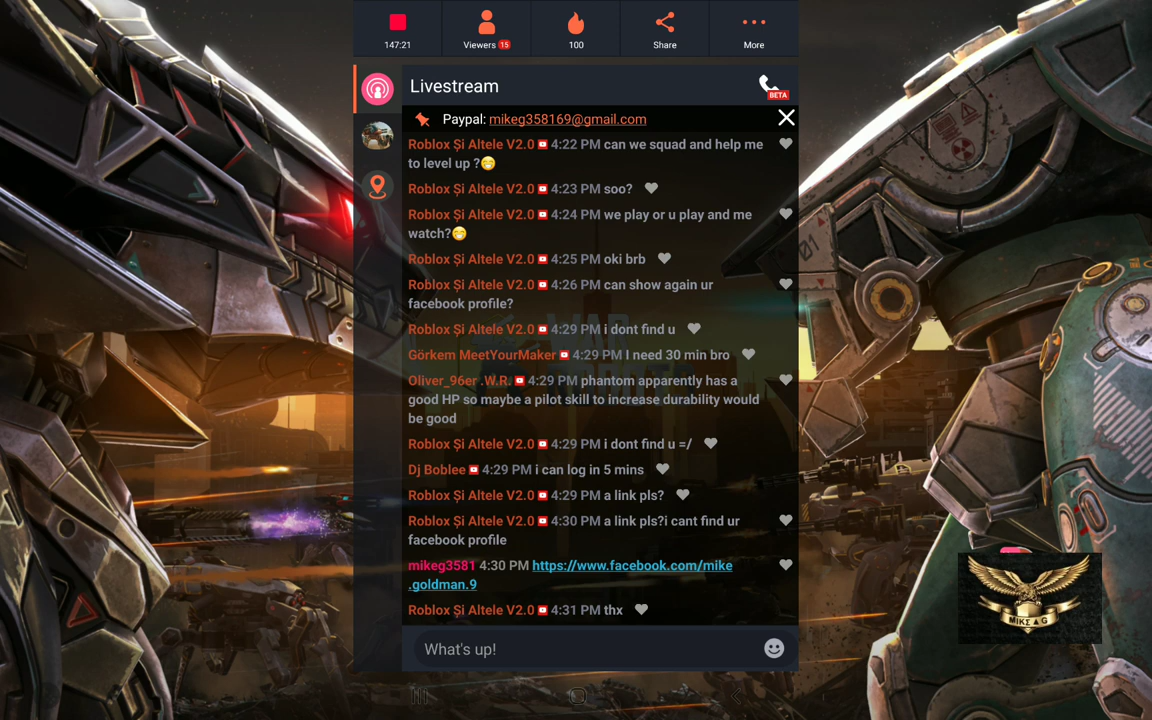 147:21
Viewers 15
100
Share
More
Livestream
BETA
Paypal: mikeg358169@gmail.com
Roblox Și Altele V2.0 4:22 PM can we squad and help me
to level up ?😁
Roblox Și Altele V2.0 4:23 PM soo?
Roblox Și Altele V2.0 4:24 PM we play or u play and me
watch?😁
Roblox Și Altele V2.0 4:25 PM oki brb
Roblox Și Altele V2.0 4:26 PM can show again ur
facebook profile?
Roblox Și Altele V2.0 4:29 PM i dont find u
Görkem MeetYourMaker 4:29 PM I need 30 min bro
Oliver_96er .W.R. 4:29 PM phantom apparently has a
good HP so maybe a pilot skill to increase durability would
be good
Roblox Și Altele V2.0 4:29 PM i dont find u =/
Dj Boblee 4:29 PM i can log in 5 mins
Roblox Și Altele V2.0 4:29 PM a link pls?
Roblox Și Altele V2.0 4:30 PM a link pls?i cant find ur
facebook profile
mikeg3581 4:30 PM https://www.facebook.com/mike
.goldman.9
Roblox Și Altele V2.0 4:31 PM thx
What's up!
WAR
ROBOTS
01
MIKE G